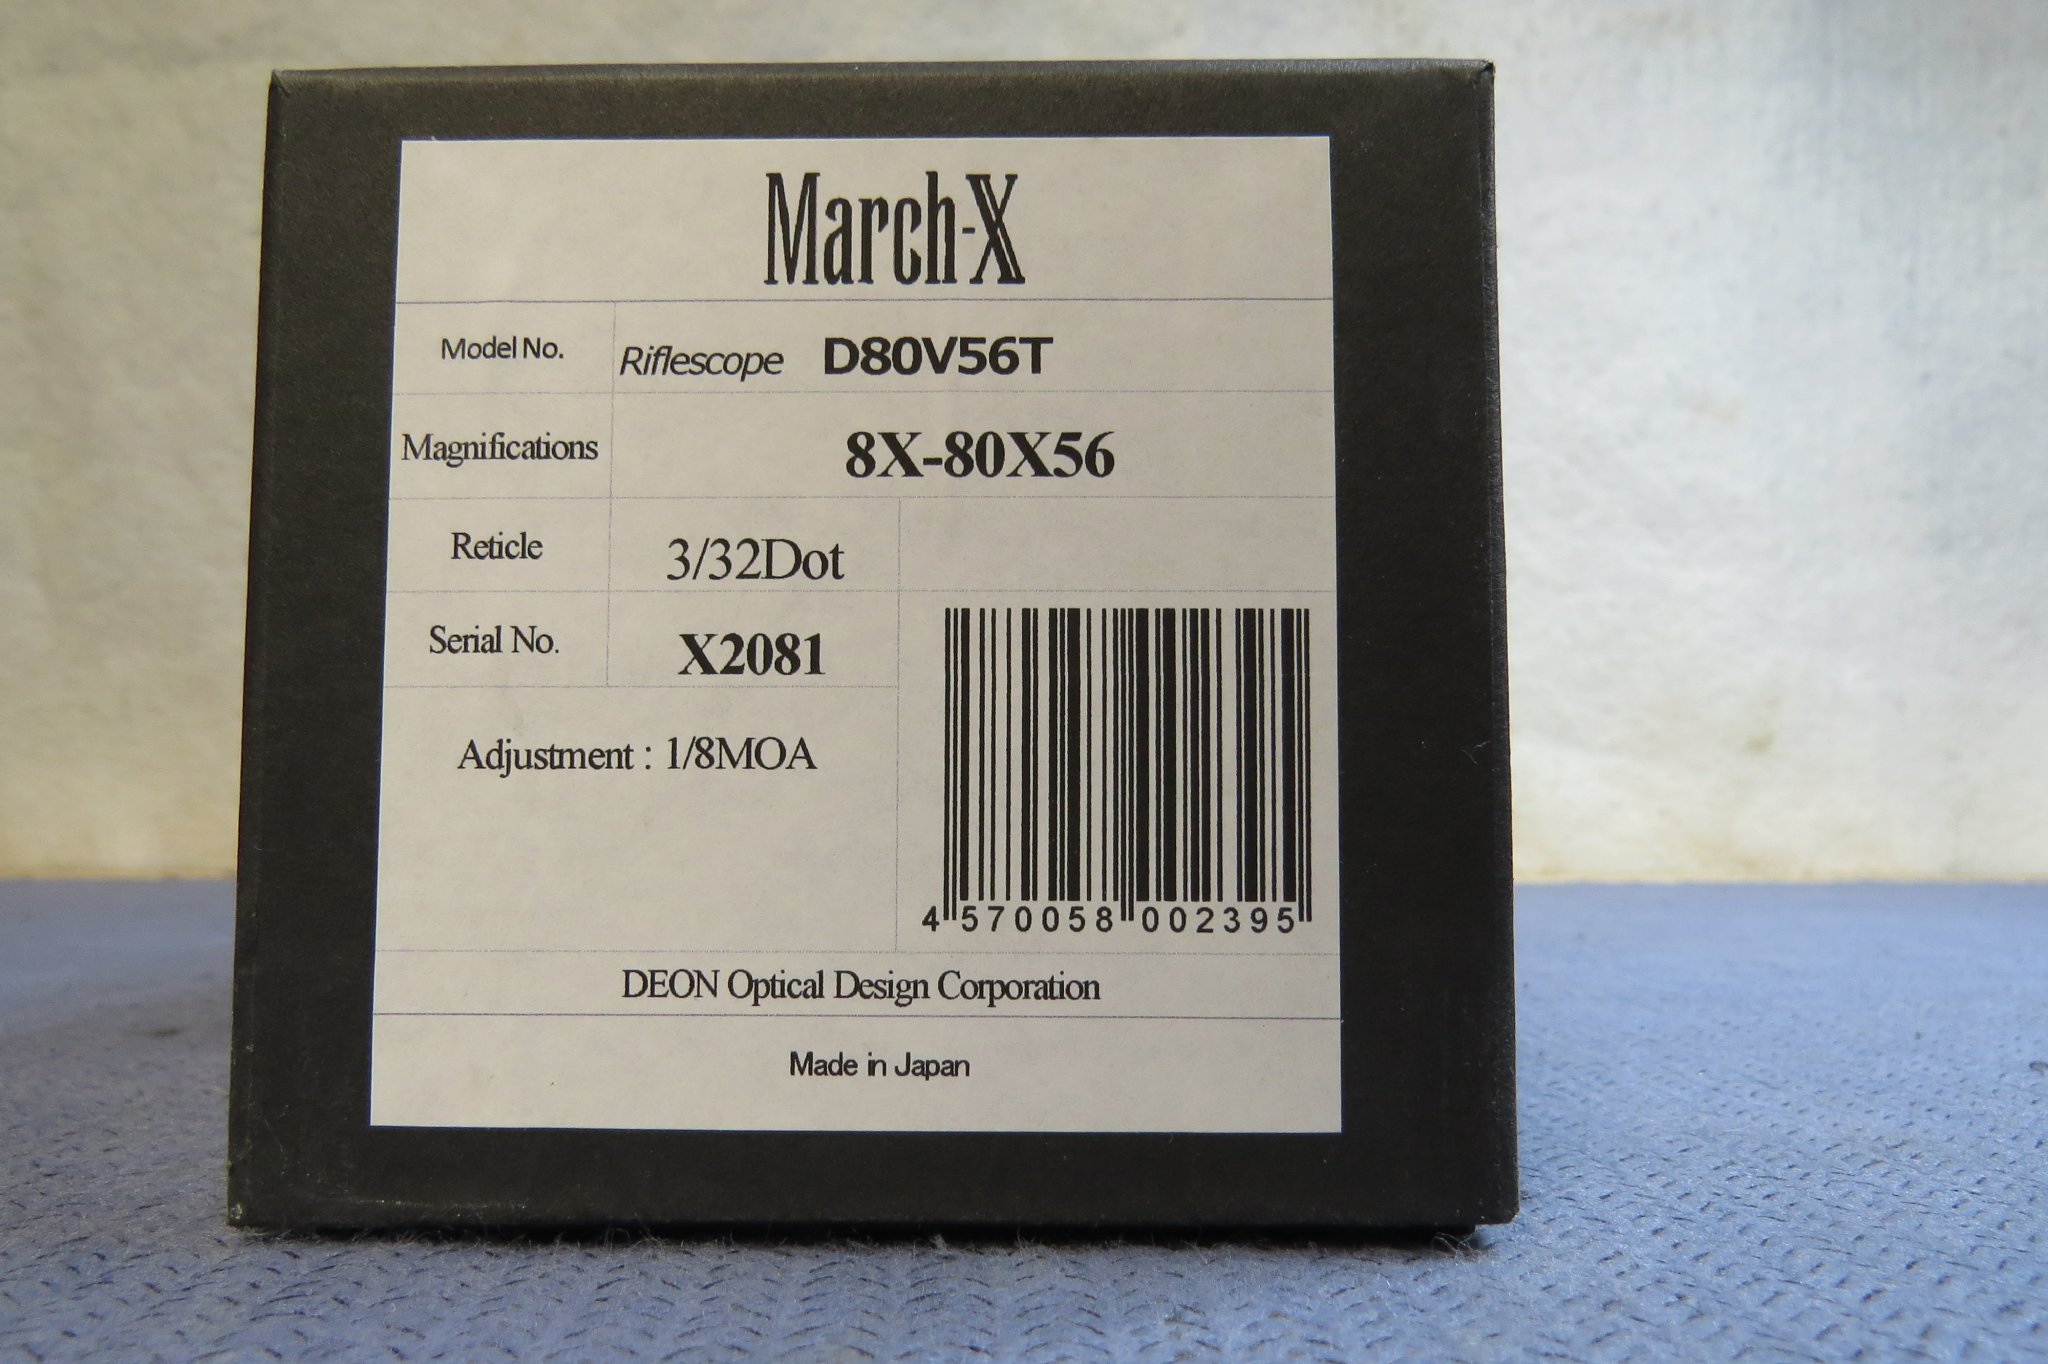 March-X
Model No. Riflescope D80V56T
Magnifications 8X-80X56
Reticle 3/32Dot
Serial No. X2081
Adjustment : 1/8MOA
4 570058 002395
DEON Optical Design Corporation
Made in Japan